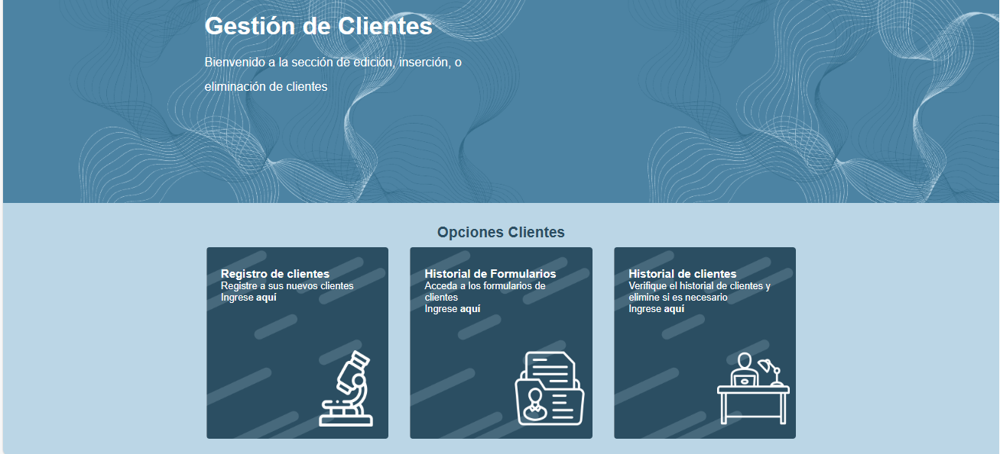 Gestión de Clientes
Bienvenido a la sección de edición, inserción, o
eliminación de clientes
Opciones Clientes
Registro de clientes
Registre a sus nuevos clientes
Ingrese aquí
Historial de Formularios
Acceda a los formularios de
clientes
Ingrese aquí
Historial de clientes
Verifique el historial de clientes y
elimine si es necesario
Ingrese aquí